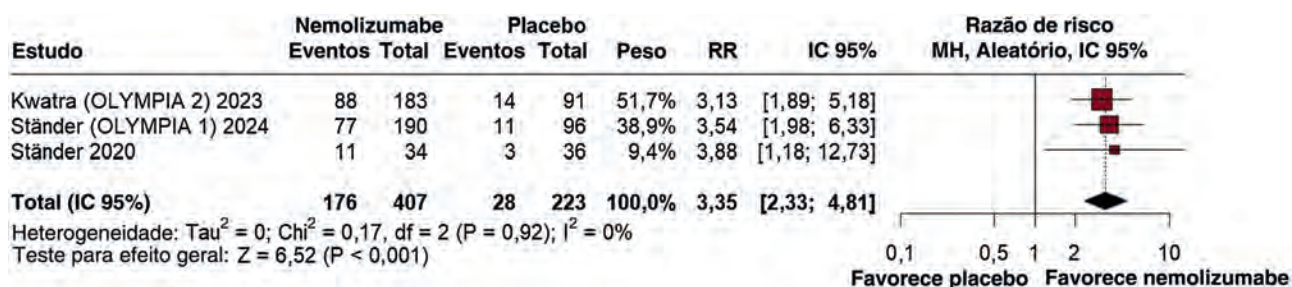 Nemolizumabe Placebo Razão de risco
Estudo Eventos Total Eventos Total Peso RR IC 95% MH, Aleatório, IC 95%
Kwatra (OLYMPIA 2) 2023 88 183 14 91 51,7% 3,13 [1,89; 5,18]
Ständer (OLYMPIA 1) 2024 77 190 11 96 38,9% 3,54 [1,98; 6,33]
Ständer 2020 11 34 3 36 9,4% 3,88 [1,18; 12,73]
Total (IC 95%) 176 407 28 223 100,0% 3,35 [2,33; 4,81]
Heterogeneidade: Tau² = 0; Chi² = 0,17, df = 2 (P = 0,92); I² = 0%
Teste para efeito geral: Z = 6,52 (P < 0,001)
0,1 0,5 1 2 10
Favorece placebo Favorece nemolizumabe